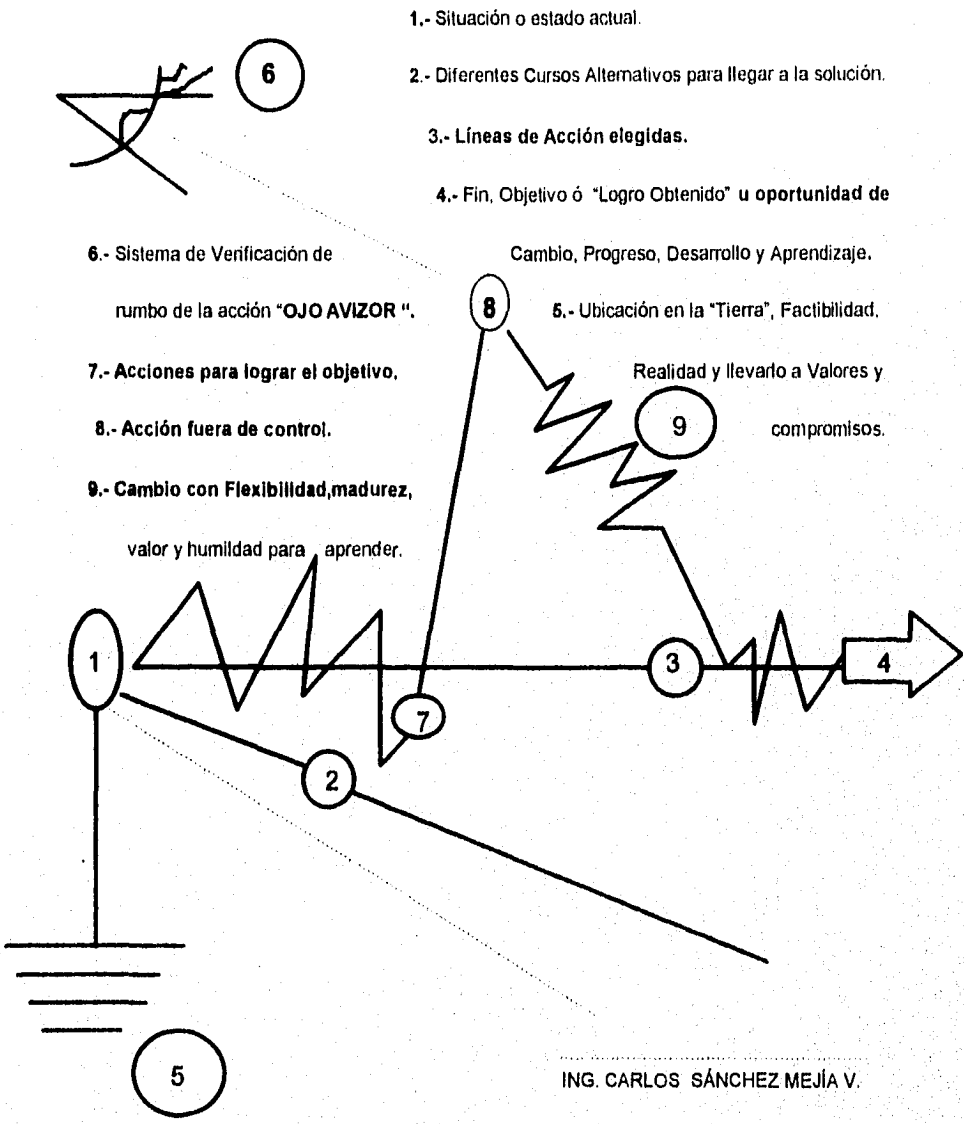 1.- Situación o estado actual.
2.- Diferentes Cursos Alternativos para llegar a la solución.
3.- Líneas de Acción elegidas.
4.- Fin, Objetivo ó "Logro Obtenido" u oportunidad de
Cambio, Progreso, Desarrollo y Aprendizaje.
5.- Ubicación en la "Tierra", Factibilidad,
Realidad y llevarlo a Valores y
compromisos.
6.- Sistema de Verificación de
rumbo de la acción "OJO AVIZOR ".
7.- Acciones para lograr el objetivo,
8.- Acción fuera de control.
9.- Cambio con Flexibilidad,madurez,
valor y humildad para aprender.
6
8
9
1
3
4
7
2
5
ING. CARLOS SÁNCHEZ MEJÍA V.